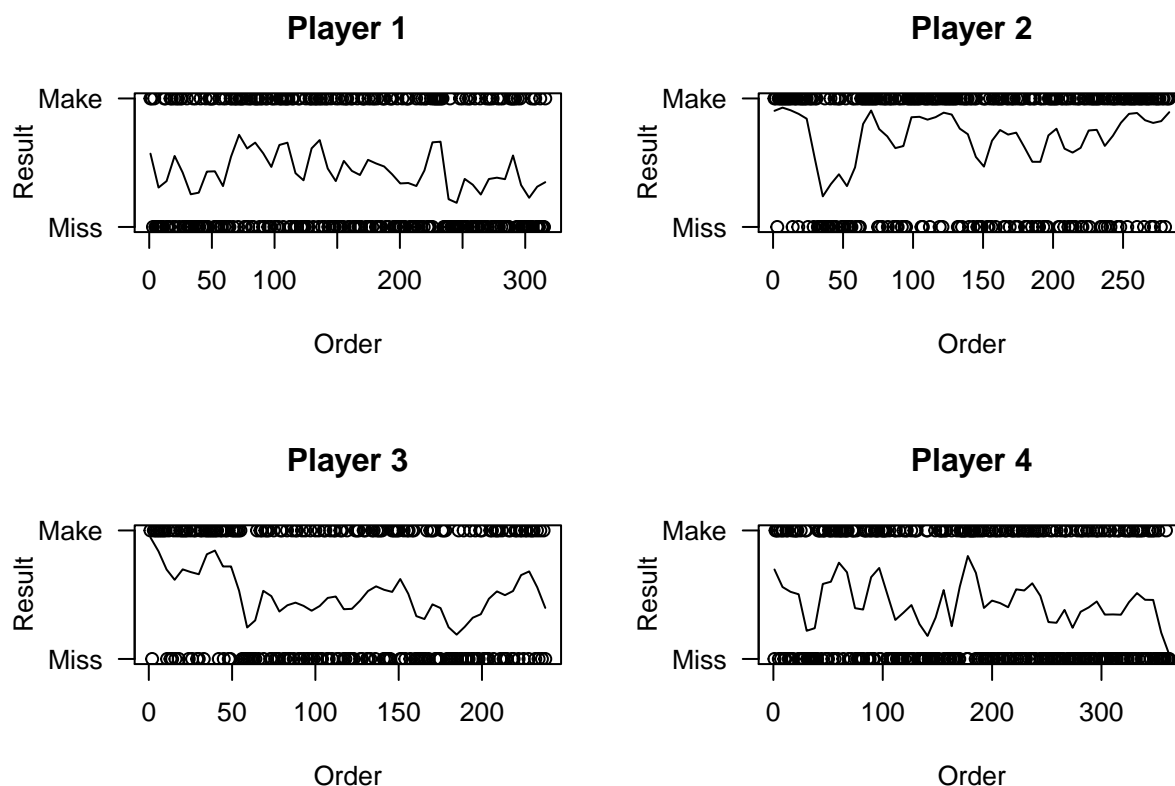 Player 1
Make
Miss
Result
0 50 100 200 300
Order
Player 2
Make
Miss
Result
0 50 100 150 200 250
Order
Player 3
Make
Miss
Result
0 50 100 150 200
Order
Player 4
Make
Miss
Result
0 100 200 300
Order